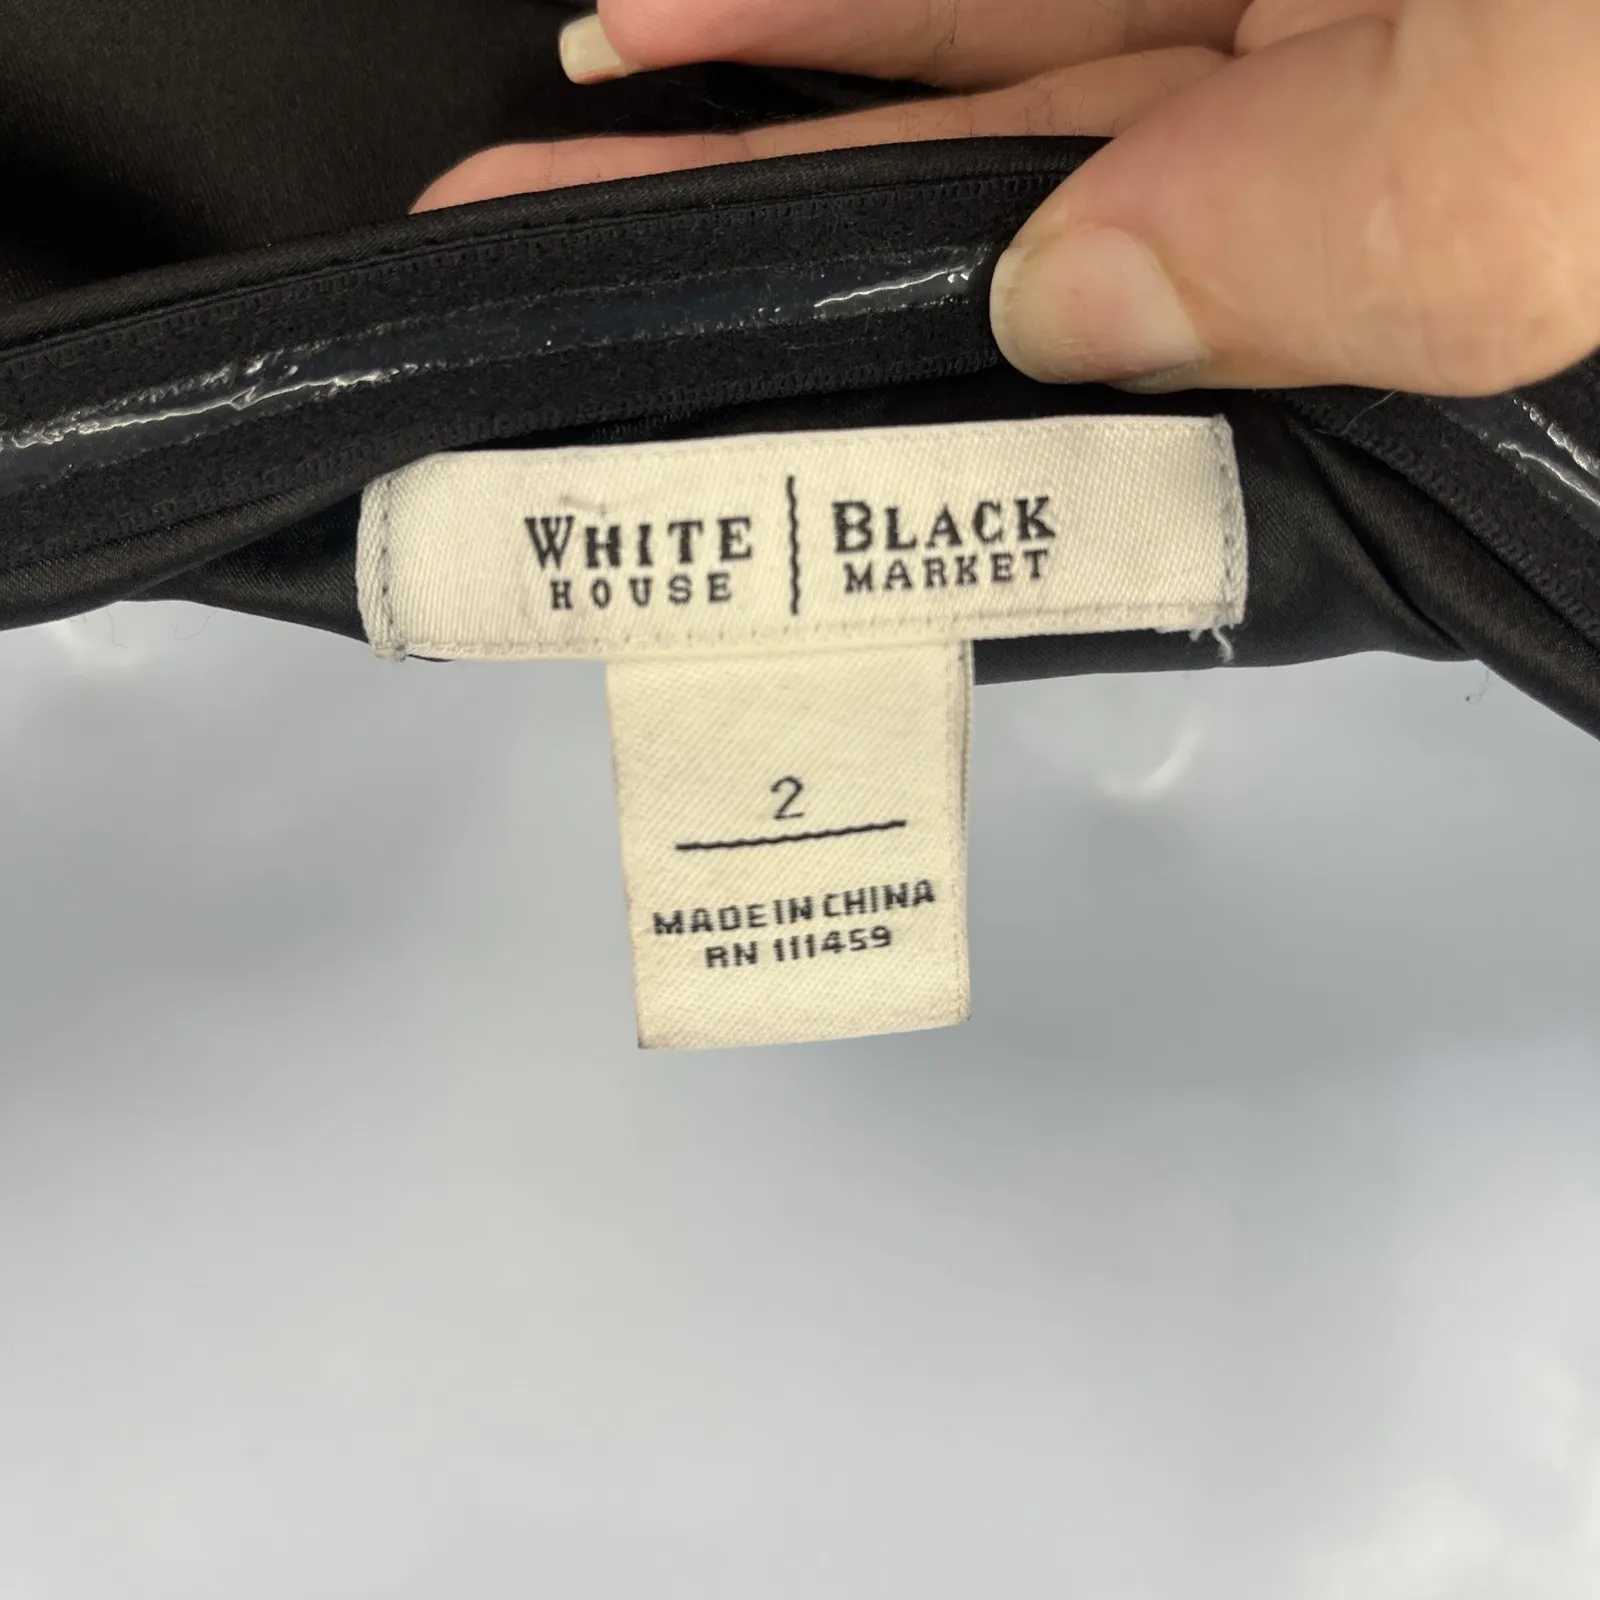 WHITE | BLACK
HOUSE | MARKET
2
MADE IN CHINA
RN 111459